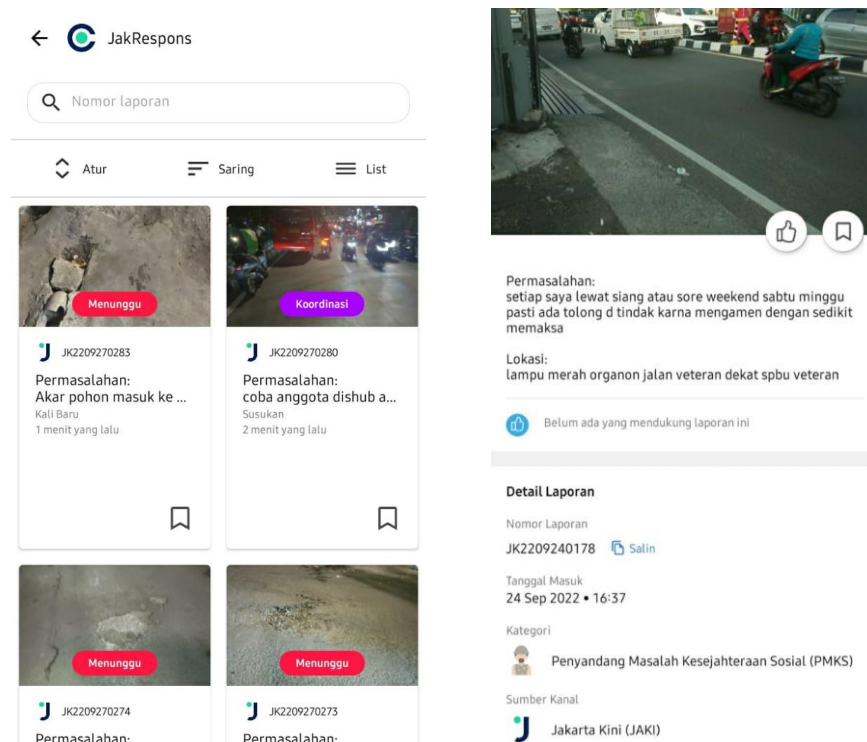 JakRespons
Nomor laporan
Atur
Saring
List
Menunggu
Koordinasi
JK2209270283
JK2209270280
Permasalahan:
Akar pohon masuk ke ...
Kali Baru
1 menit yang lalu
Permasalahan:
coba anggota dishub a...
Susukan
2 menit yang lalu
Menunggu
Menunggu
JK2209270274
JK2209270273
Permasalahan:
Permasalahan:
Permasalahan:
setiap saya lewat siang atau sore weekend sabtu minggu
pasti ada tolong d tindak karna mengamen dengan sedikit
memaksa
Lokasi:
lampu merah organon jalan veteran dekat spbu veteran
Belum ada yang mendukung laporan ini
Detail Laporan
Nomor Laporan
JK2209240178 Salin
Tanggal Masuk
24 Sep 2022 • 16:37
Kategori
Penyandang Masalah Kesejahteraan Sosial (PMKS)
Sumber Kanal
Jakarta Kini (JAKI)